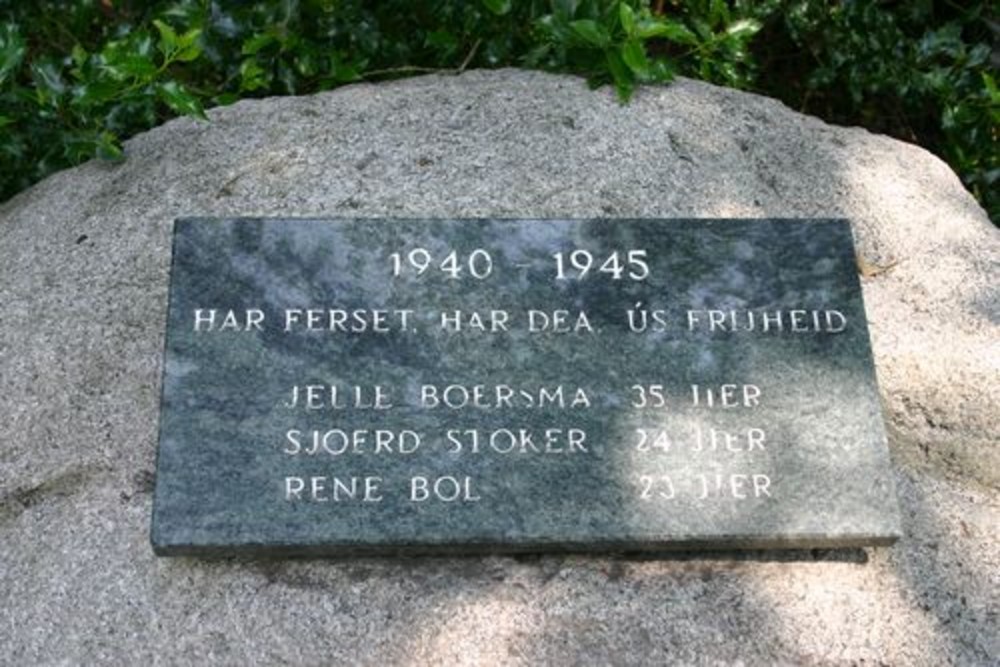 1940 - 1945
HAR FERSET, HAR DEA, ÚS FRIJHEID
JELLE BOERSMA 35 JIER
SJOERD STOKER 24 JIER
RENE BOL 23 JIER